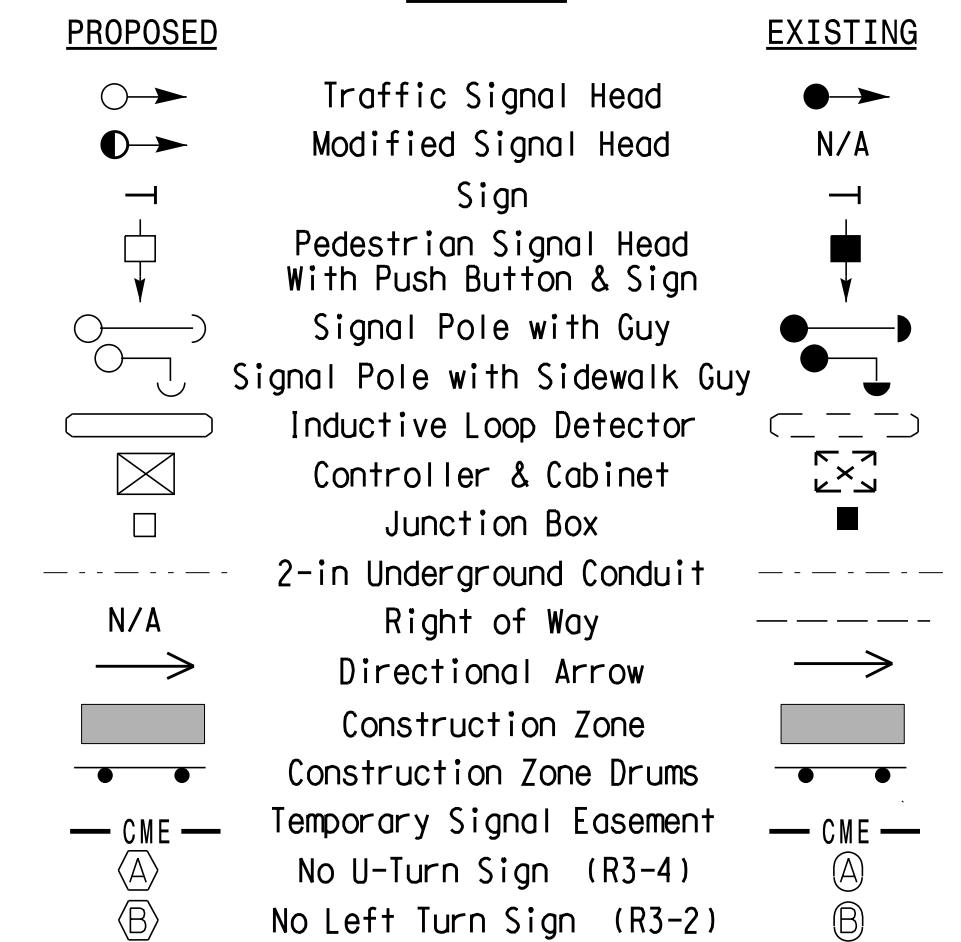 PROPOSED EXISTING
Traffic Signal Head
Modified Signal Head N/A
Sign
Pedestrian Signal Head
With Push Button & Sign
Signal Pole with Guy
Signal Pole with Sidewalk Guy
Inductive Loop Detector
Controller & Cabinet
Junction Box
2-in Underground Conduit
N/A Right of Way
Directional Arrow
Construction Zone
Construction Zone Drums
CME Temporary Signal Easement CME
A No U-Turn Sign (R3-4) A
B No Left Turn Sign (R3-2) B